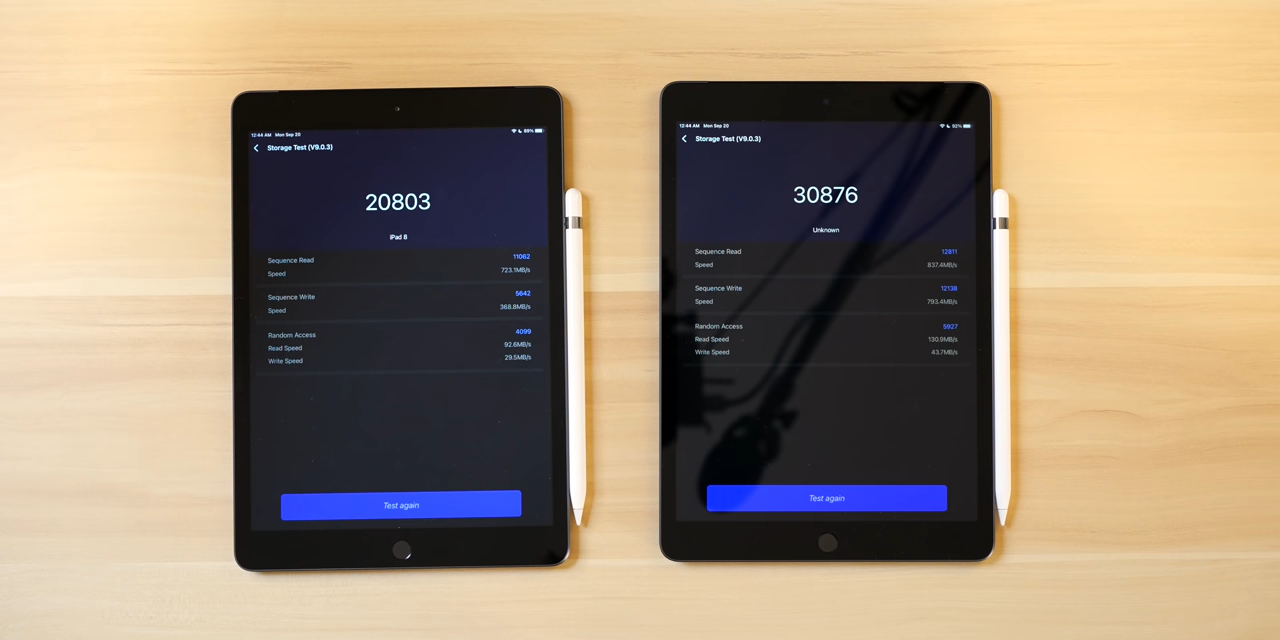 12:44 AM Mon Sep 20
89%
Storage Test (V9.0.3)
20803
iPad 8
Sequence Read 11062
Speed 723.1MB/s
Sequence Write 5642
Speed 368.8MB/s
Random Access 4099
Read Speed 92.6MB/s
Write Speed 29.5MB/s
Test again
12:44 AM Mon Sep 20
92%
Storage Test (V9.0.3)
30876
Unknown
Sequence Read 12811
Speed 837.4MB/s
Sequence Write 12138
Speed 793.4MB/s
Random Access 5927
Read Speed 130.9MB/s
Write Speed 43.7MB/s
Test again